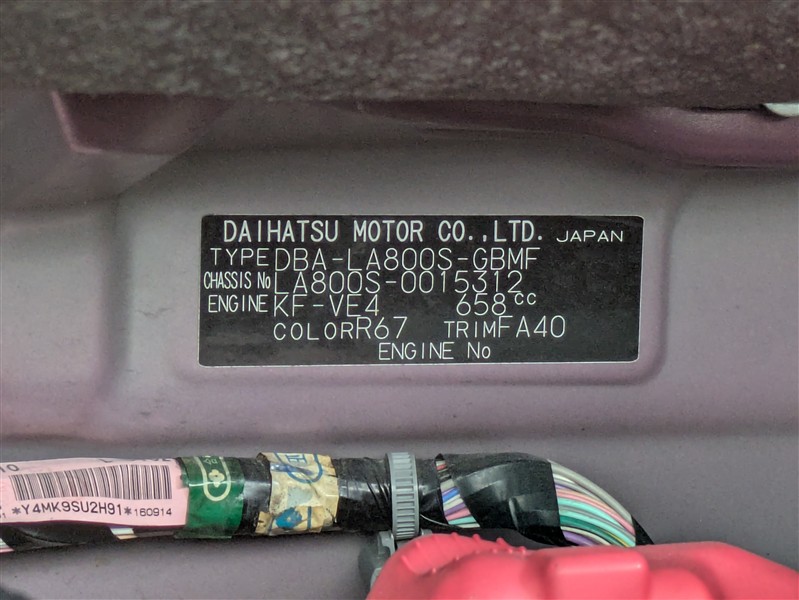 DAIHATSU MOTOR CO.,LTD. JAPAN
TYPE DBA-LA800S-GBMF
CHASSIS No LA800S-0015312
ENGINE KF-VE4 658cc
COLOR R67 TRIM FA40
ENGINE No
*Y4MK9SU2H91*160914